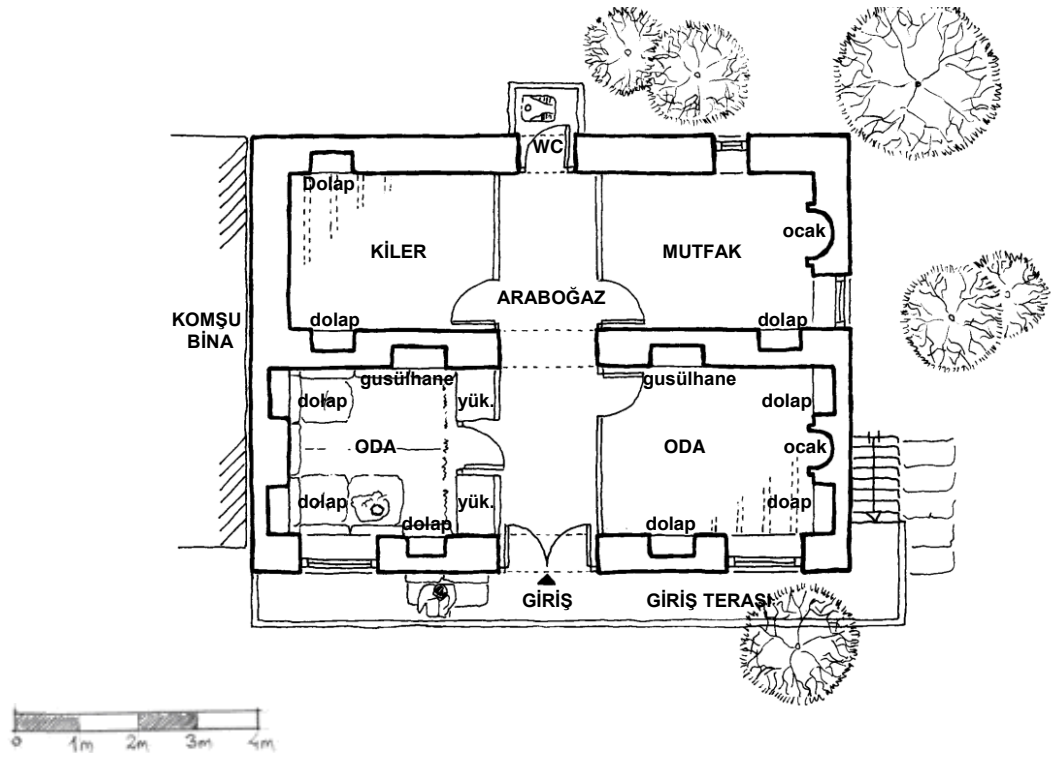 WC
Dolap
ocak
KİLER
MUTFAK
ARABOĞAZ
KOMŞU
BİNA
dolap
dolap
gusülhane
gusülhane
dolap
yük.
dolap
ODA
ODA
ocak
dolap
yük.
doap
dolap
dolap
GİRİŞ
GİRİŞ TERASI
0 1m 2m 3m 4m